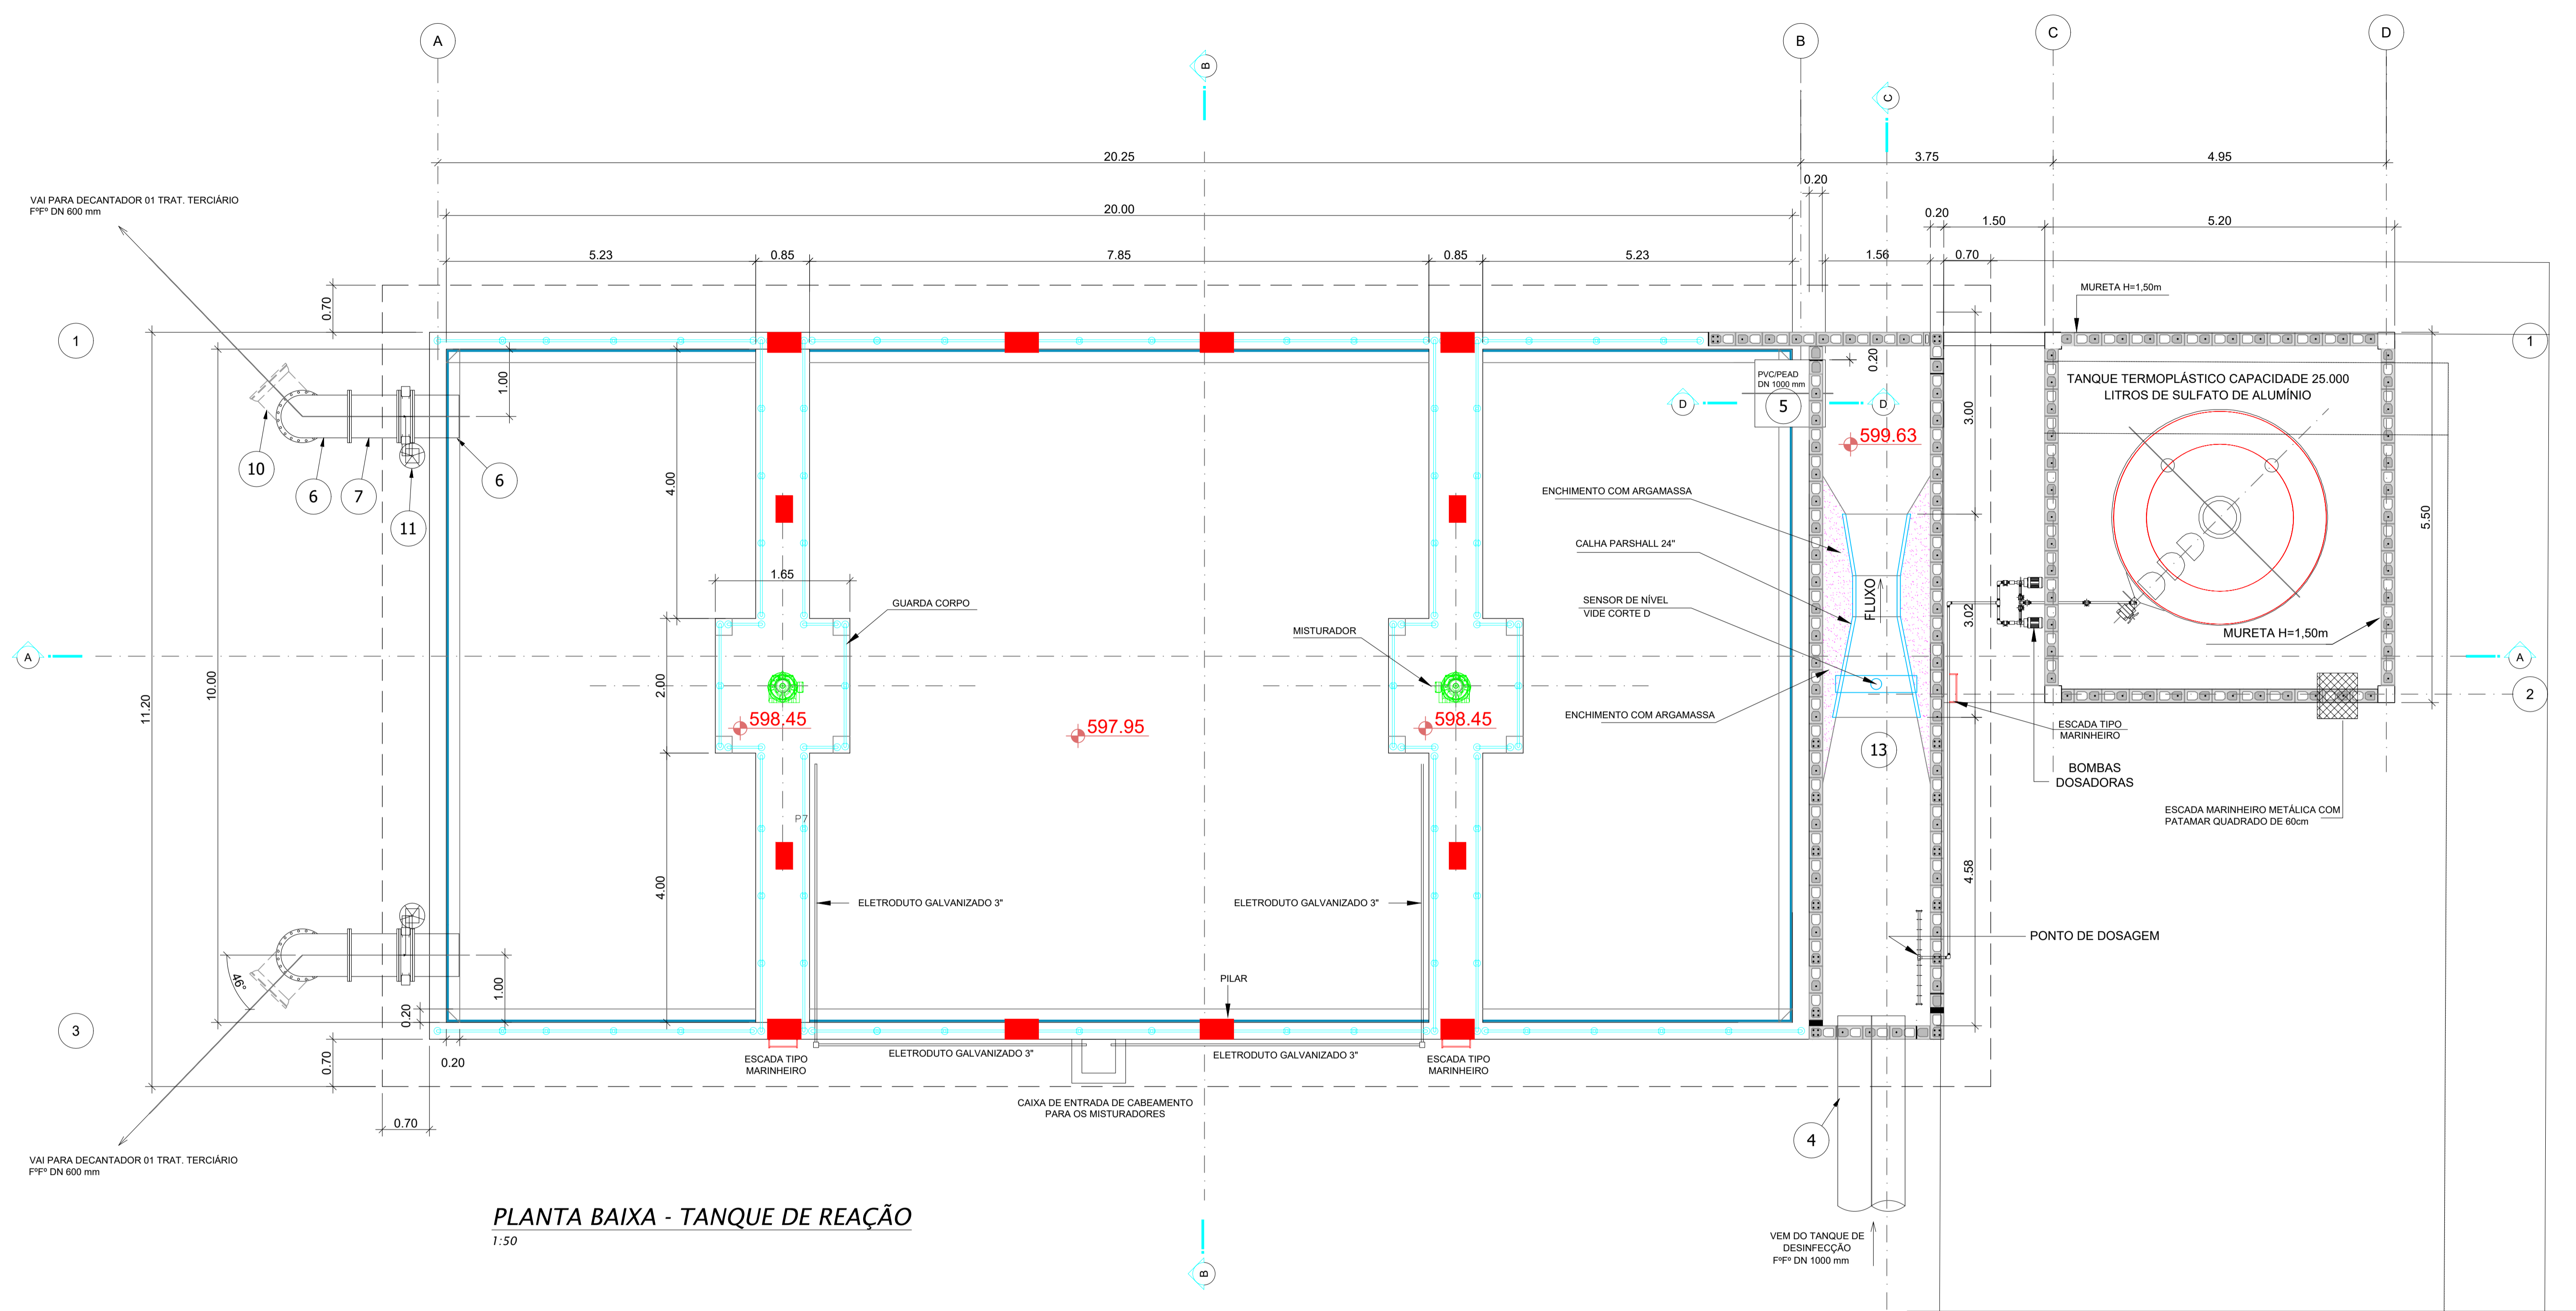 A
B
C
D
B
C
20.25
3.75
4.95
0.20
VAI PARA DECANTADOR 01 TRAT. TERCIÁRIO
FºFº DN 600 mm
20.00
0.20
1.50
5.20
5.23
0.85
7.85
0.85
5.23
1.56
0.70
0.70
MURETA H=1,50m
1
1
1.00
0.20
PVC/PEAD
DN 1000 mm
5
D
D
TANQUE TERMOPLÁSTICO CAPACIDADE 25.000
LITROS DE SULFATO DE ALUMÍNIO
3.00
599.63
10
6
7
11
6
4.00
ENCHIMENTO COM ARGAMASSA
5.50
CALHA PARSHALL 24"
1.65
GUARDA CORPO
SENSOR DE NÍVEL
VIDE CORTE D
FLUXO
3.02
MISTURADOR
MURETA H=1,50m
A
A
11.20
10.00
2.00
598.45
597.95
598.45
ENCHIMENTO COM ARGAMASSA
2
ESCADA TIPO
MARINHEIRO
13
BOMBAS
DOSADORAS
ESCADA MARINHEIRO METÁLICA COM
PATAMAR QUADRADO DE 60cm
P7
4.00
4.58
ELETRODUTO GALVANIZADO 3"
ELETRODUTO GALVANIZADO 3"
PONTO DE DOSAGEM
46°
1.00
PILAR
0.20
3
0.70
0.20
ESCADA TIPO
MARINHEIRO
ELETRODUTO GALVANIZADO 3"
ELETRODUTO GALVANIZADO 3"
ESCADA TIPO
MARINHEIRO
CAIXA DE ENTRADA DE CABEAMENTO
PARA OS MISTURADORES
0.70
4
VAI PARA DECANTADOR 01 TRAT. TERCIÁRIO
FºFº DN 600 mm
PLANTA BAIXA - TANQUE DE REAÇÃO
1:50
VEM DO TANQUE DE
DESINFECÇÃO
FºFº DN 1000 mm
B